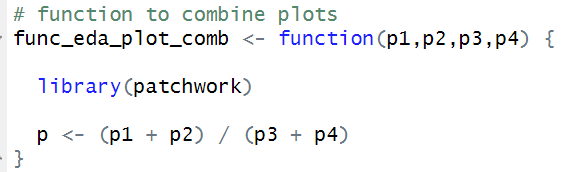 # function to combine plots
func_eda_plot_comb <- function(p1,p2,p3,p4) {
  library(patchwork)
  p <- (p1 + p2) / (p3 + p4)
}